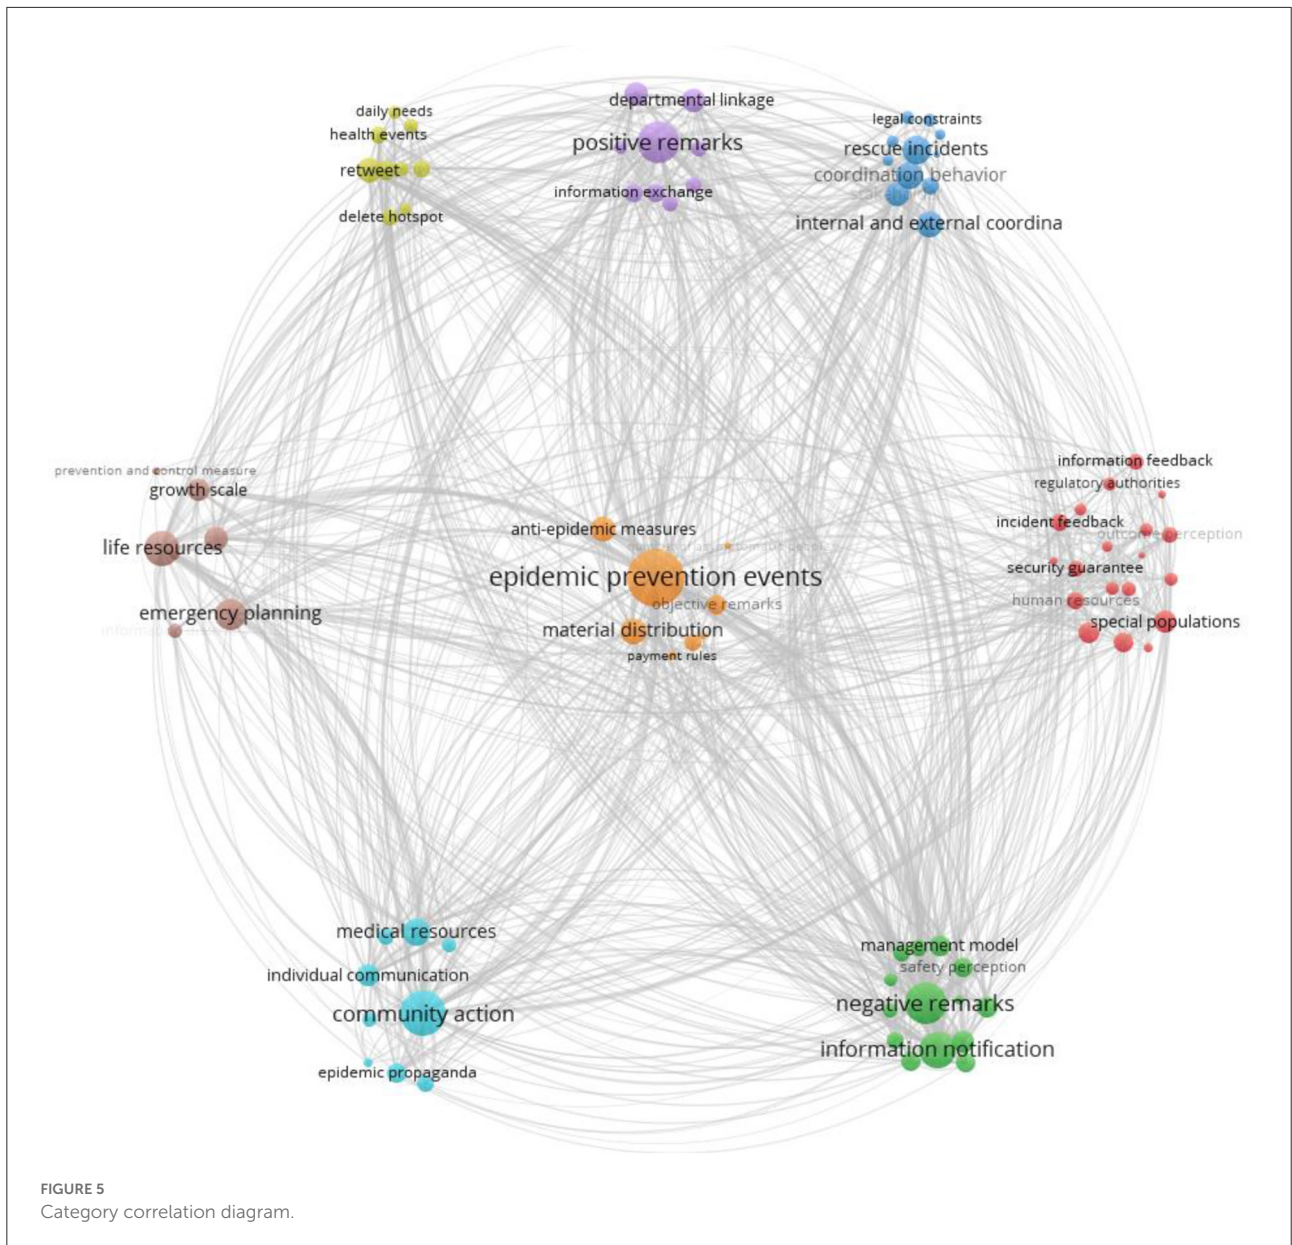 daily needs
health events
retweet
delete hotspot
departmental linkage
positive remarks
information exchange
legal constraints
rescue incidents
coordination behavior
internal and external coordina
prevention and control measure
growth scale
life resources
emergency planning
anti-epidemic measures
epidemic prevention events
objective remarks
material distribution
payment rules
information feedback
regulatory authorities
incident feedback
outcome perception
security guarantee
human resources
special populations
medical resources
individual communication
community action
epidemic propaganda
management model
safety perception
negative remarks
information notification
FIGURE 5
Category correlation diagram.